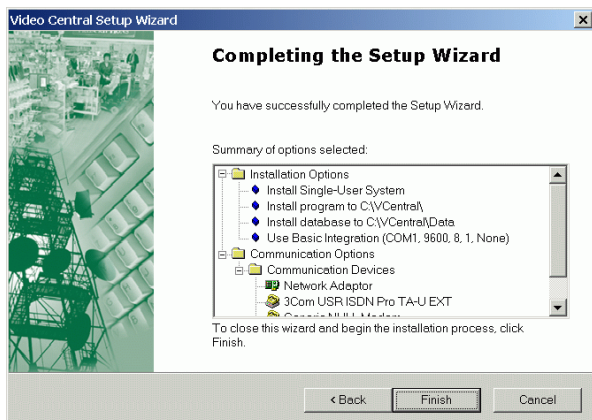 Video Central Setup Wizard
Completing the Setup Wizard
You have successfully completed the Setup Wizard.
Summary of options selected:
Installation Options
Install Single-User System
Install program to C:\VCentral\
Install database to C:\VCentral\Data
Use Basic Integration (COM1, 9600, 8, 1, None)
Communication Options
Communication Devices
Network Adaptor
3Com USR ISDN Pro TA-U EXT
Generic NULL Modem
To close this wizard and begin the installation process, click
Finish.
< Back
Finish
Cancel